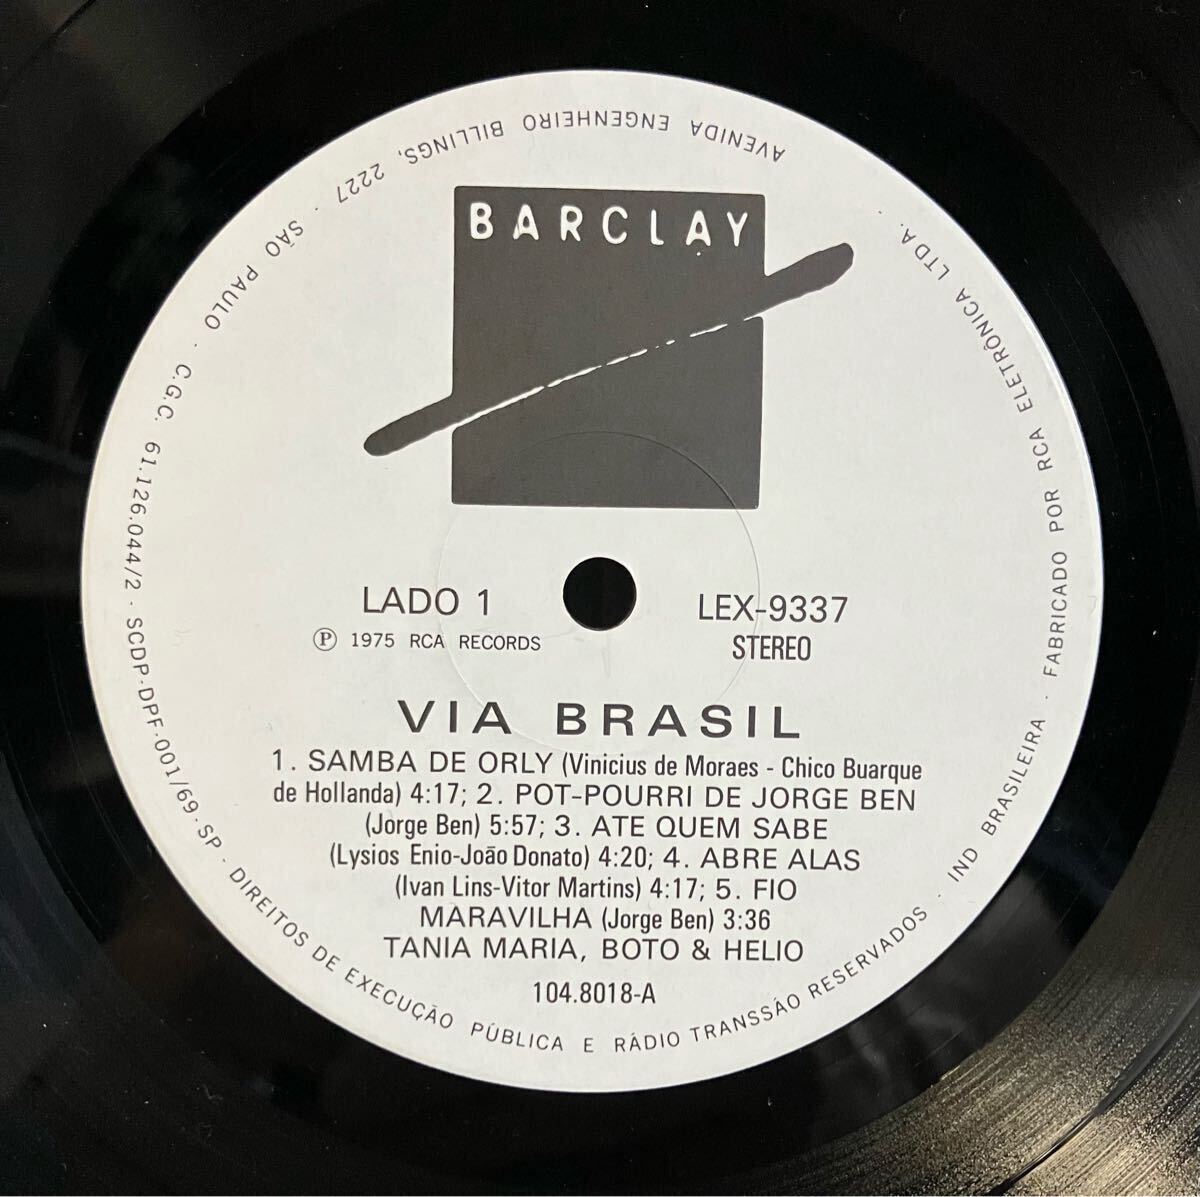 BARCLAY
LADO 1
LEX-9337
Ⓟ 1975 RCA RECORDS
STEREO
VIA BRASIL
1. SAMBA DE ORLY (Vinicius de Moraes - Chico Buarque
de Hollanda) 4:17; 2. POT-POURRI DE JORGE BEN
(Jorge Ben) 5:57; 3. ATE QUEM SABE
(Lysios Enio-João Donato) 4:20; 4. ABRE ALAS
(Ivan Lins-Vitor Martins) 4:17; 5. FIO
MARAVILHA (Jorge Ben) 3:36
TANIA MARIA, BOTO & HELIO
104.8018-A
AVENIDA ENGENHEIRO BILLINGS, 2227 · SÃO PAULO · C.G.C. 61.126.044/2 · SCDP·DPF·001/69·SP · DIREITOS DE EXECUÇÃO PÚBLICA E RÁDIO TRANSSÃO RESERVADOS · IND BRASILEIRA · FABRICADO POR RCA ELETRÔNICA LTDA.